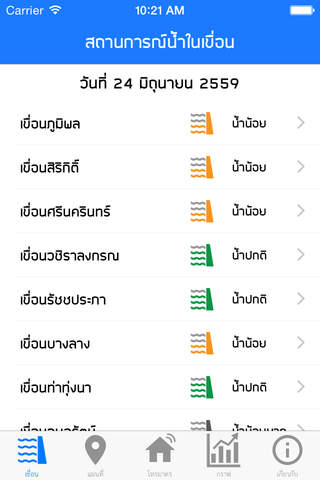 Carrier 10:21 AM
สถานการณ์น้ำในเขื่อน
วันที่ 24 มิถุนายน 2559
เขื่อนภูมิพล น้ำน้อย
เขื่อนสิริกิติ์ น้ำน้อย
เขื่อนศรีนครินทร์ น้ำน้อย
เขื่อนวชิราลงกรณ น้ำปกติ
เขื่อนรัชชประภา น้ำปกติ
เขื่อนบางลาง น้ำน้อย
เขื่อนท่าทุ่งนา น้ำปกติ
เขื่อน แผนที่ โทรมาตร กราฟ เกี่ยวกับ